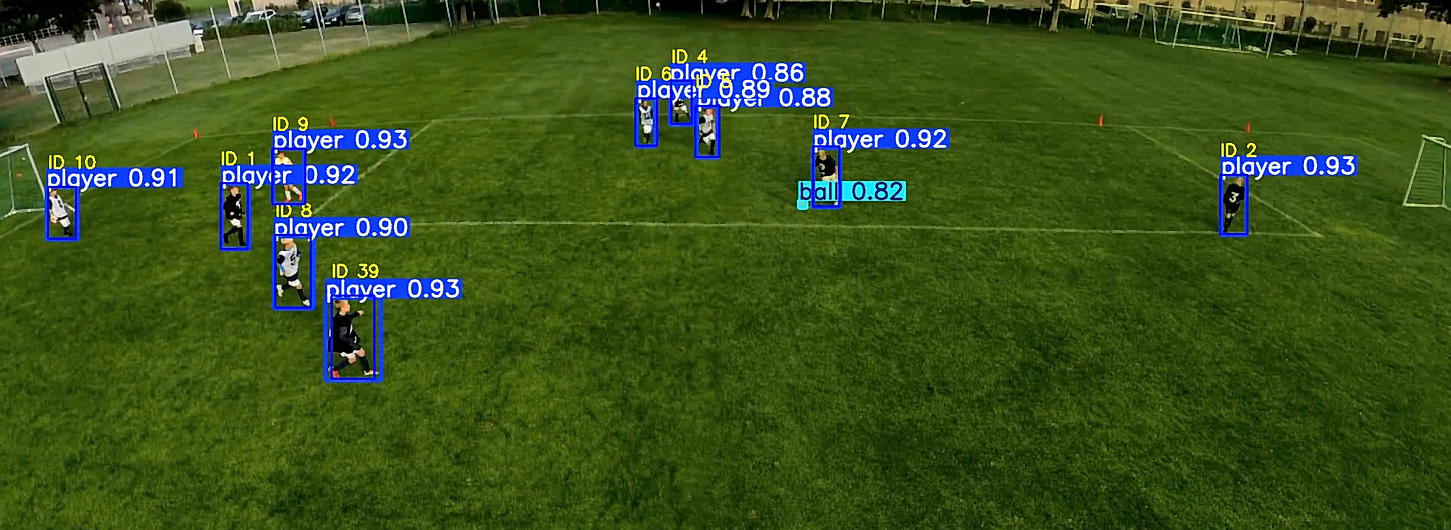 ID 4
ID 6
player 0.86
player 0.89
player 0.88
ID 9
player 0.93
ID 7
player 0.92
ID 10
player 0.91
ID 1
player 0.92
ID 2
player 0.93
ball 0.82
3
ID 8
player 0.90
ID 39
player 0.93